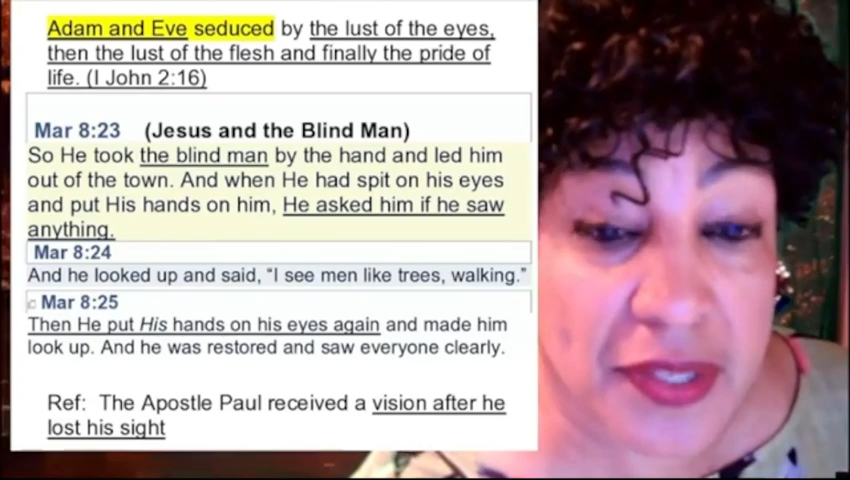 Adam and Eve seduced by the lust of the eyes,
then the lust of the flesh and finally the pride of
life. (I John 2:16)
Mar 8:23 (Jesus and the Blind Man)
So He took the blind man by the hand and led him
out of the town. And when He had spit on his eyes
and put His hands on him, He asked him if he saw
anything.
Mar 8:24
And he looked up and said, "I see men like trees, walking."
c Mar 8:25
Then He put His hands on his eyes again and made him
look up. And he was restored and saw everyone clearly.
Ref: The Apostle Paul received a vision after he
lost his sight